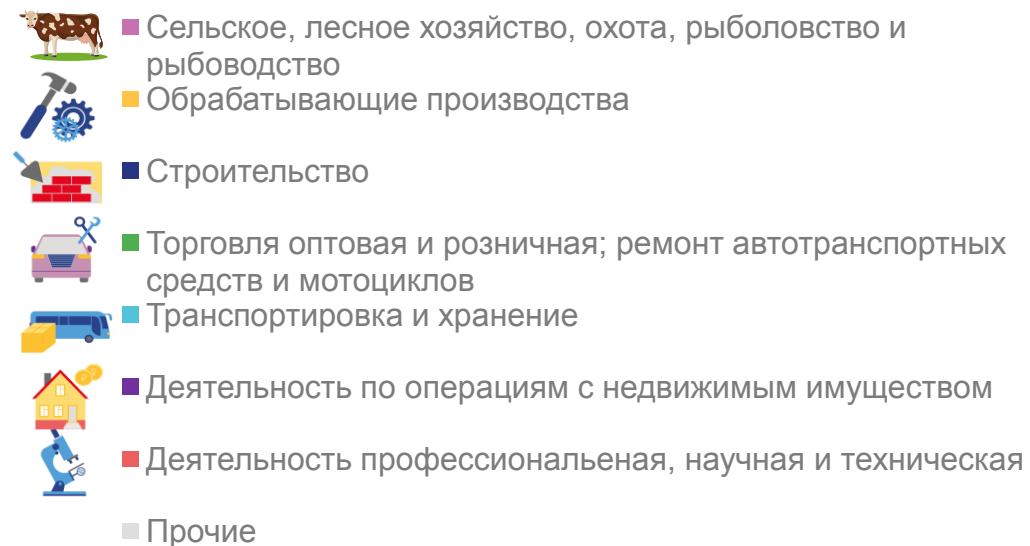 Сельское, лесное хозяйство, охота, рыболовство и
рыбоводство
Обрабатывающие производства
Строительство
Торговля оптовая и розничная; ремонт автотранспортных
средств и мотоциклов
Транспортировка и хранение
Деятельность по операциям с недвижимым имуществом
Деятельность профессиональеная, научная и техническая
Прочие